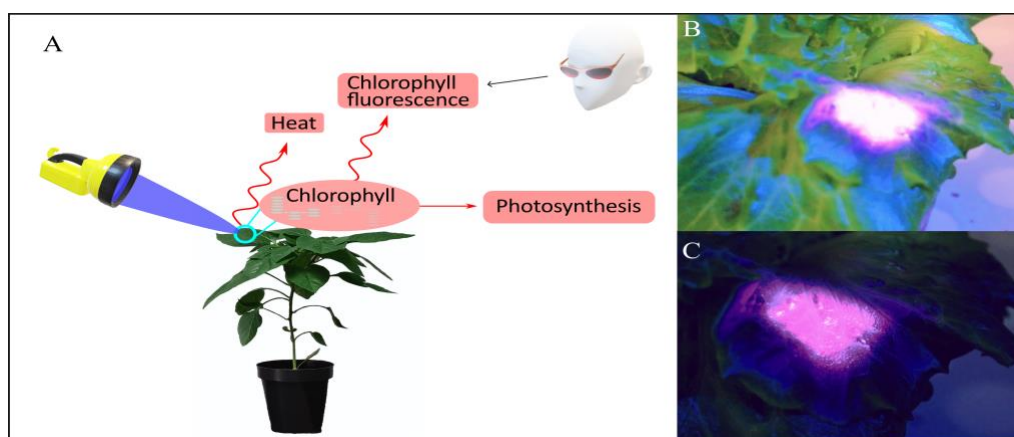 A
Chlorophyll
fluorescence
Heat
Chlorophyll
Photosynthesis
B
C